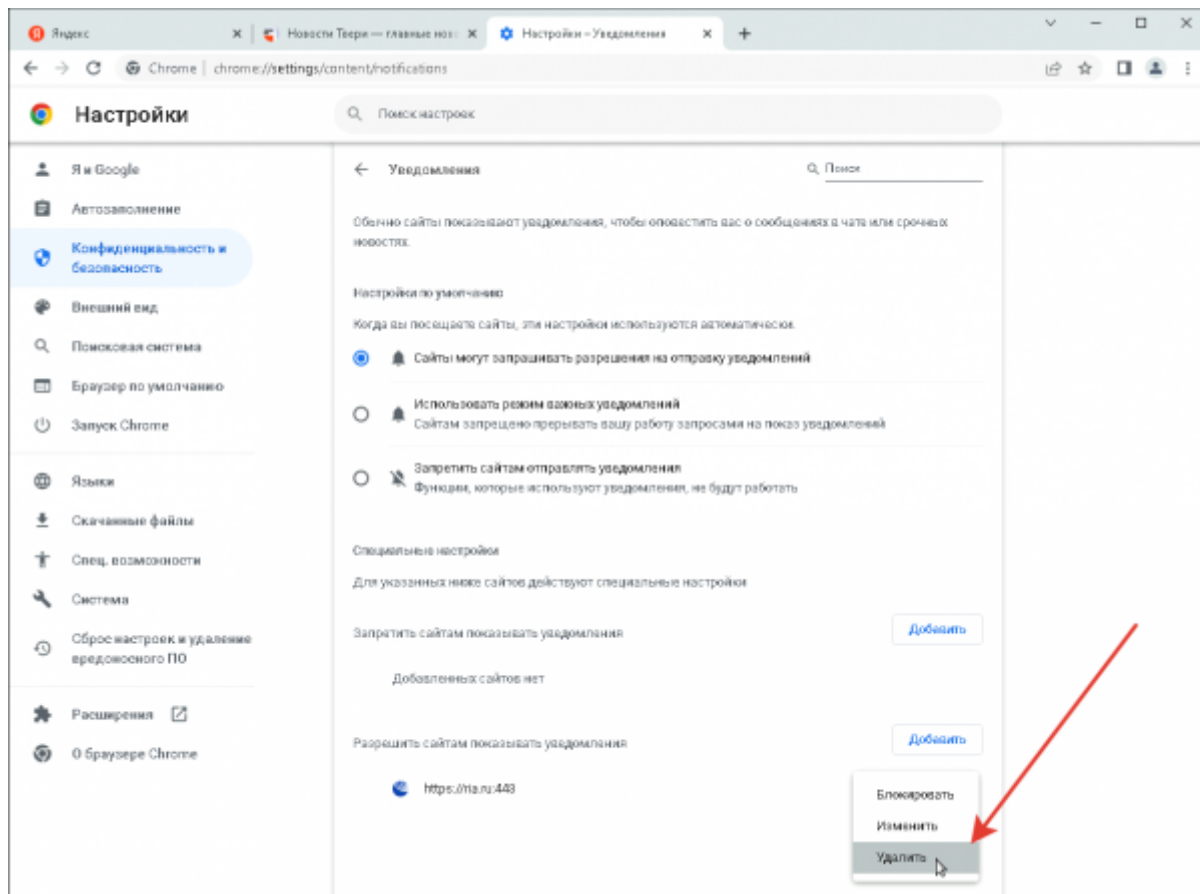 Яндекс
Новости Твери — главные нов
Настройки – Уведомления
Chrome | chrome://settings/content/notifications
Настройки
Поиск настроек
Я и Google
Автозаполнение
Конфиденциальность и
безопасность
Внешний вид
Поисковая система
Браузер по умолчанию
Запуск Chrome
Языки
Скачанные файлы
Спец. возможности
Система
Сброс настроек и удаление
вредоносного ПО
Расширения
О браузере Chrome
Уведомления
Поиск
Обычно сайты показывают уведомления, чтобы оповестить вас о сообщениях в чате или срочных
новостях.
Настройки по умолчанию
Когда вы посещаете сайты, эти настройки используются автоматически.
Сайты могут запрашивать разрешения на отправку уведомлений
Использовать режим важных уведомлений
Сайтам запрещено прерывать вашу работу запросами на показ уведомлений
Запретить сайтам отправлять уведомления
Функции, которые используют уведомления, не будут работать
Специальные настройки
Для указанных ниже сайтов действуют специальные настройки
Запретить сайтам показывать уведомления
Добавить
Добавленных сайтов нет
Разрешить сайтам показывать уведомления
Добавить
https://ria.ru:443
Блокировать
Изменить
Удалить